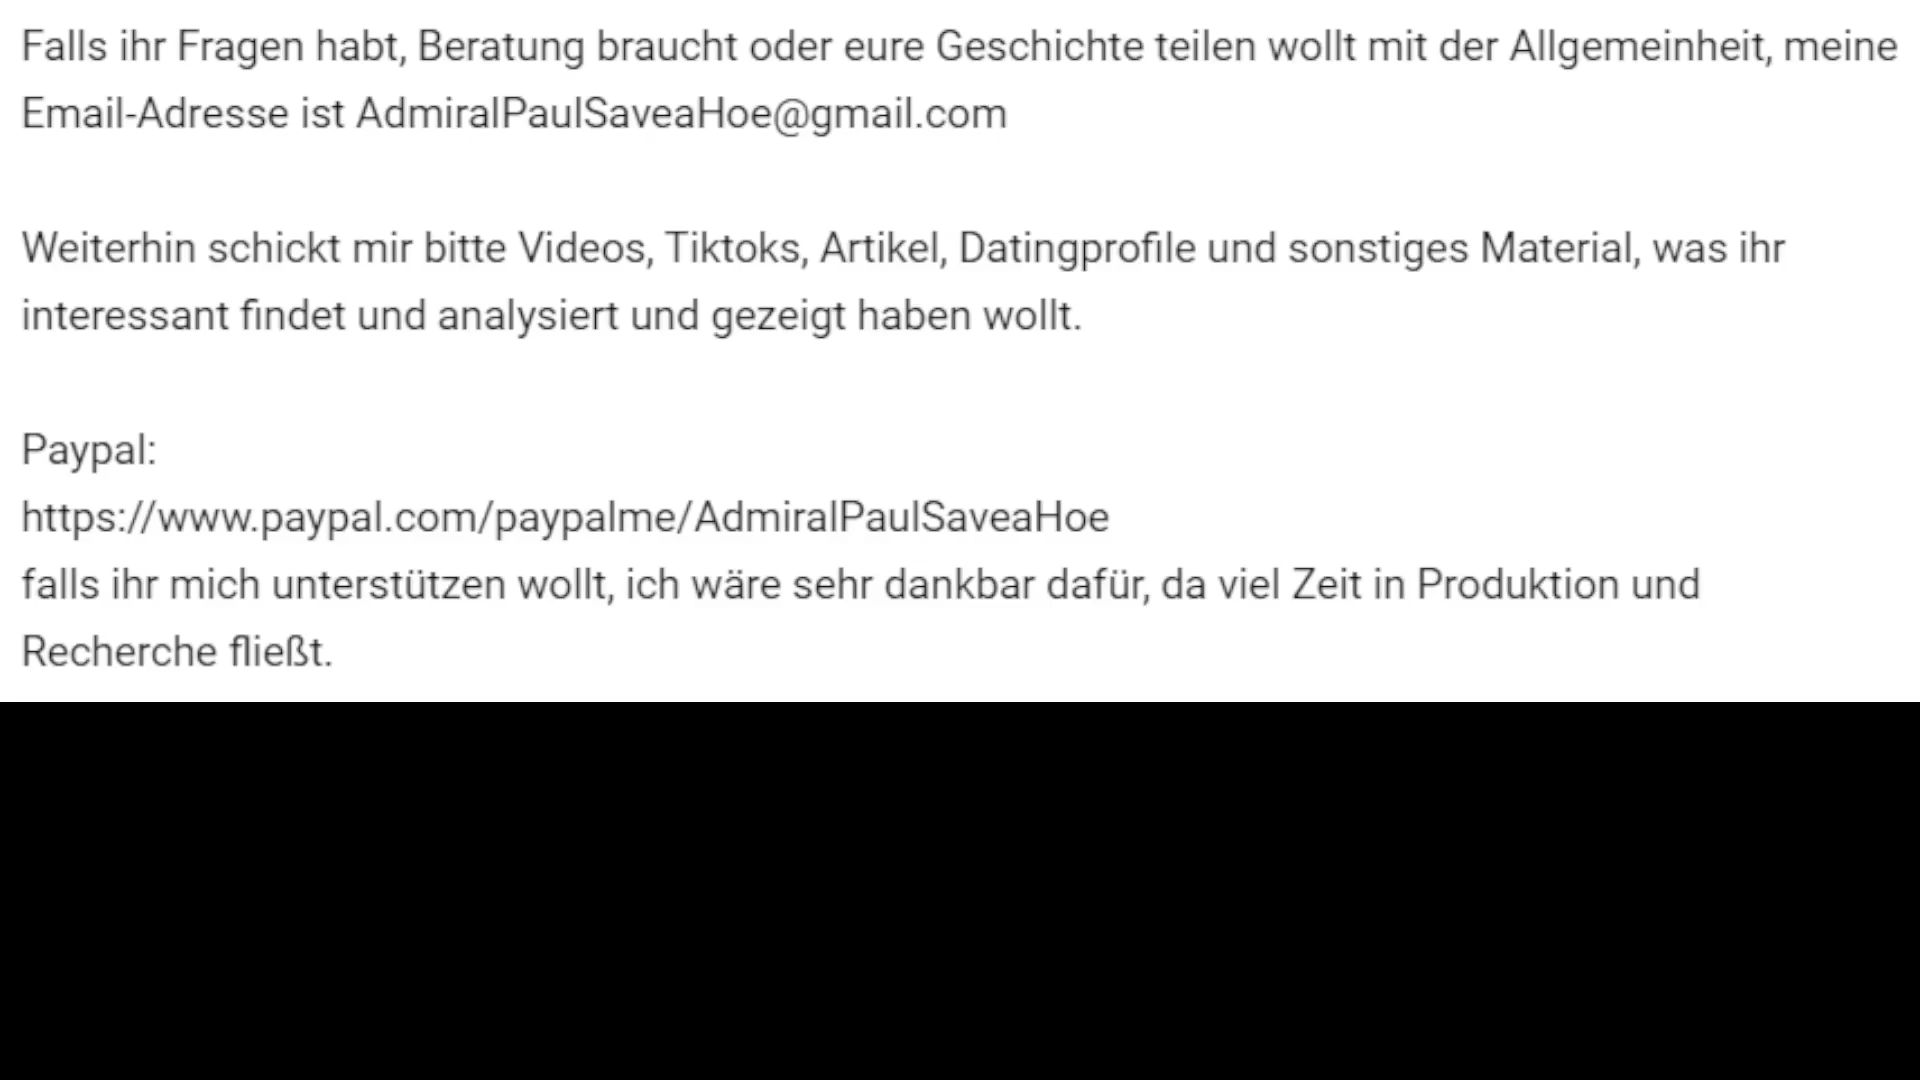 Falls ihr Fragen habt, Beratung braucht oder eure Geschichte teilen wollt mit der Allgemeinheit, meine
Email-Adresse ist AdmiralPaulSaveaHoe@gmail.com
Weiterhin schickt mir bitte Videos, Tiktoks, Artikel, Datingprofile und sonstiges Material, was ihr
interessant findet und analysiert und gezeigt haben wollt.
Paypal:
https://www.paypal.com/paypalme/AdmiralPaulSaveaHoe
falls ihr mich unterstützen wollt, ich wäre sehr dankbar dafür, da viel Zeit in Produktion und
Recherche fließt.